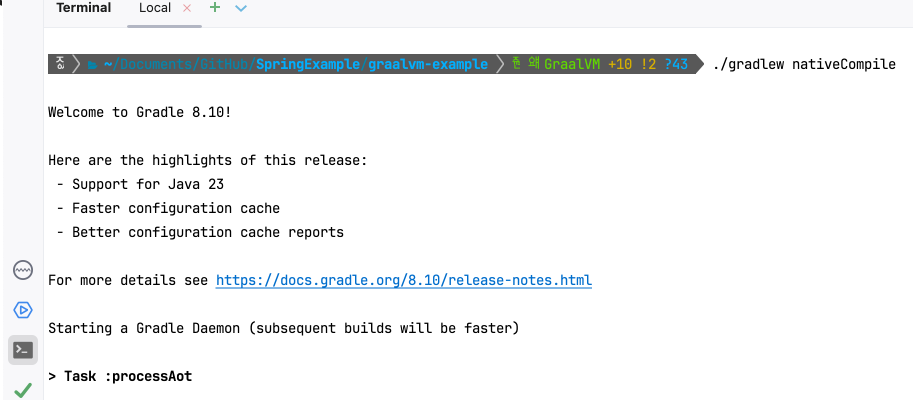 Terminal
Local
~/Documents/GitHub/SpringExample/graalvm-example GraalVM +10 !2 ?43 ./gradlew nativeCompile
Welcome to Gradle 8.10!
Here are the highlights of this release:
- Support for Java 23
- Faster configuration cache
- Better configuration cache reports
For more details see https://docs.gradle.org/8.10/release-notes.html
Starting a Gradle Daemon (subsequent builds will be faster)
> Task :processAot